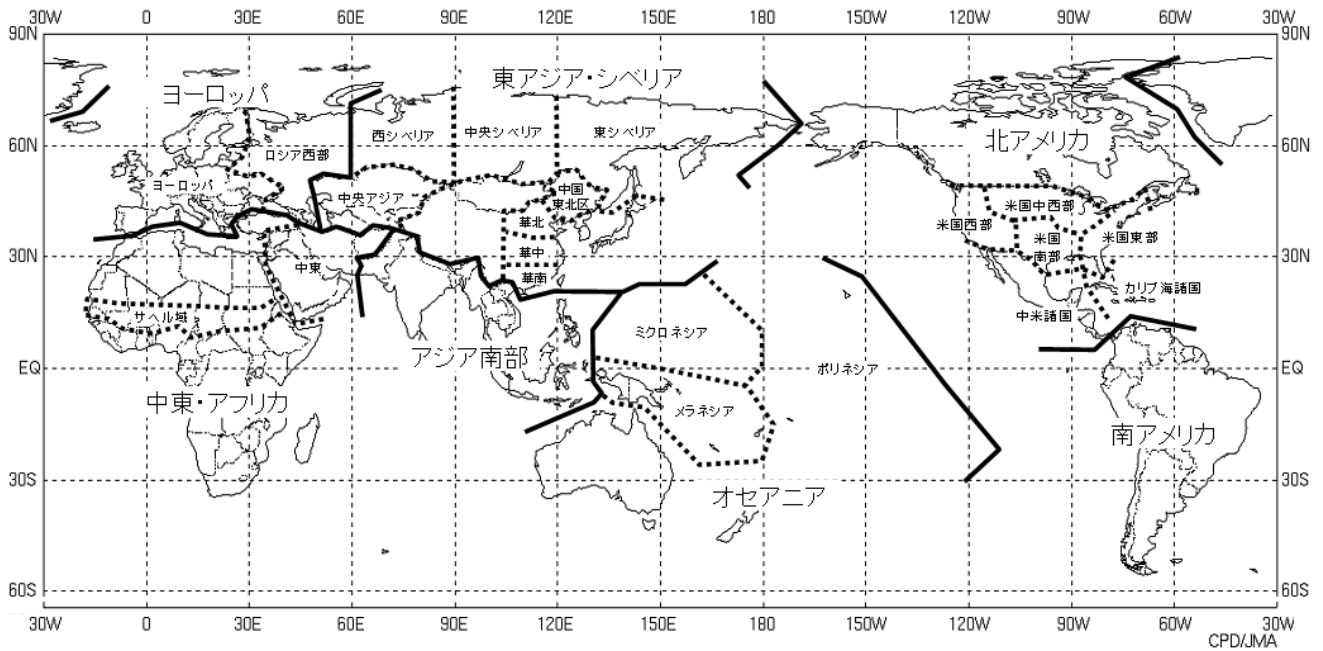 30W 0 30E 60E 90E 120E 150E 180 150W 120W 90W 60W 30W
90N 90N
東アジア・シベリア
ヨーロッパ
西シベリア 中央シベリア 東シベリア
北アメリカ
60N 60N
ロシア西部
ヨーロッパ
中央アジア
中国
東北区
米国中西部
華北
米国西部
米国
南部
米国東部
30N 30N
華中
中東
華南
カリブ海諸国
サヘル域
中米諸国
ミクロネシア
アジア南部
EQ EQ
ポリネシア
中東・アフリカ
メラネシア
南アメリカ
30S 30S
オセアニア
60S 60S
30W 0 30E 60E 90E 120E 150E 180 150W 120W 90W 60W 30W
CPD/JMA